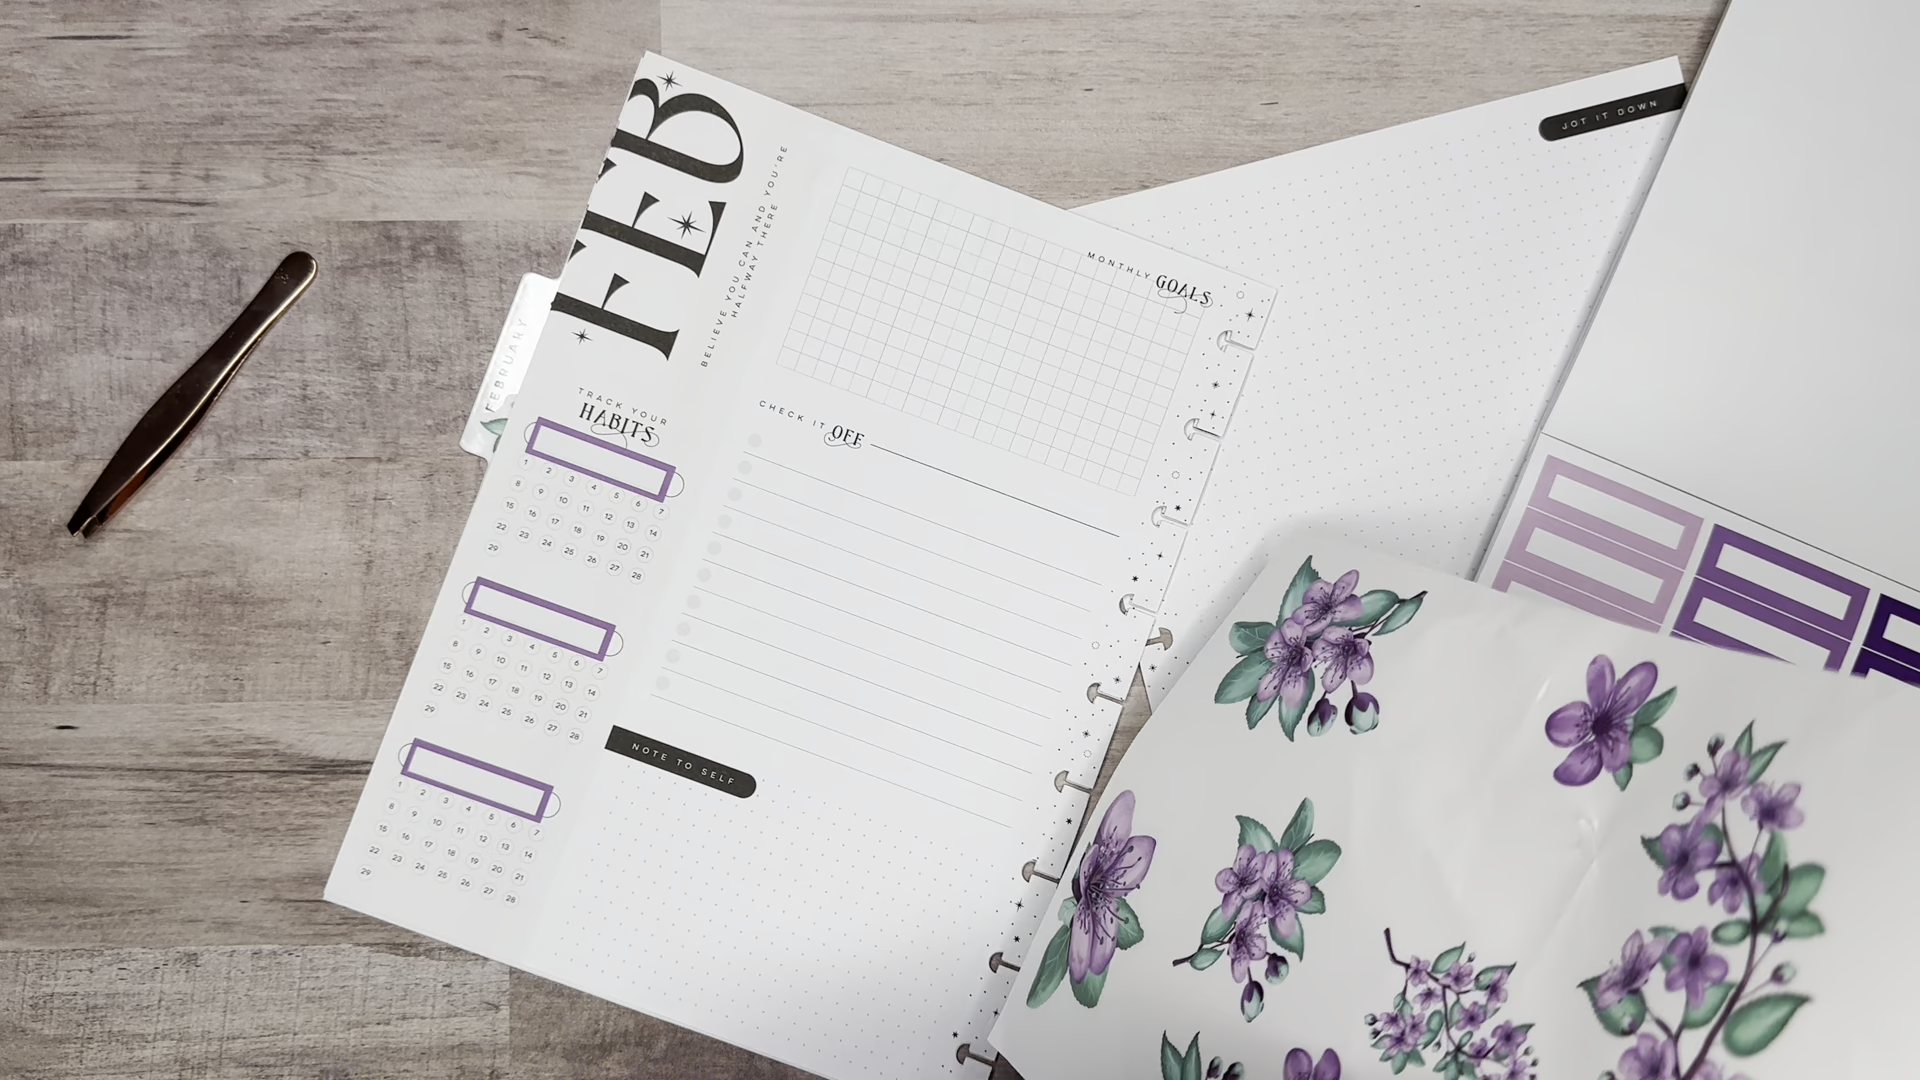 FEB
BELIEVE YOU CAN AND YOU'RE
HALFWAY THERE
FEBRUARY
MONTHLY GOALS
TRACK YOUR
HABITS
1 2 3 4 5 6 7
8 9 10 11 12 13 14
15 16 17 18 19 20 21
22 23 24 25 26 27 28
29
1 2 3 4 5 6 7
8 9 10 11 12 13 14
15 16 17 18 19 20 21
22 23 24 25 26 27 28
29
1 2 3 4 5 6 7
8 9 10 11 12 13 14
15 16 17 18 19 20 21
22 23 24 25 26 27 28
29
CHECK IT OFF
NOTE TO SELF
JOT IT DOWN